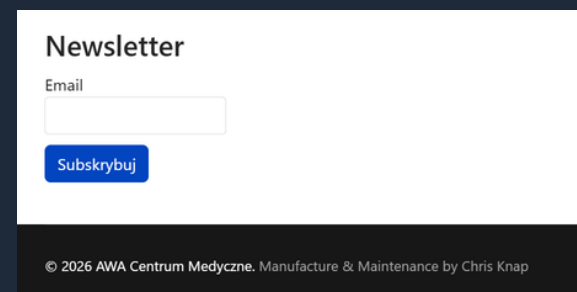 Newsletter
Email
Subskrybuj
© 2026 AWA Centrum Medyczne. Manufacture & Maintenance by Chris Knap